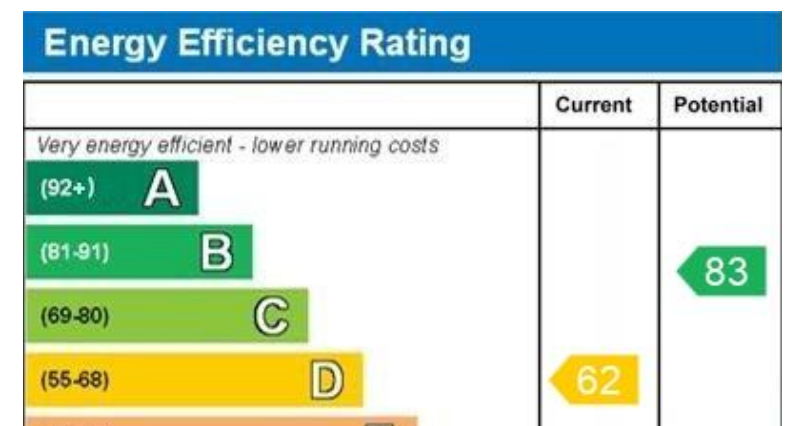 Energy Efficiency Rating
Current Potential
Very energy efficient - lower running costs
(92+) A
(81-91) B
83
(69-80) C
(55-68) D 62